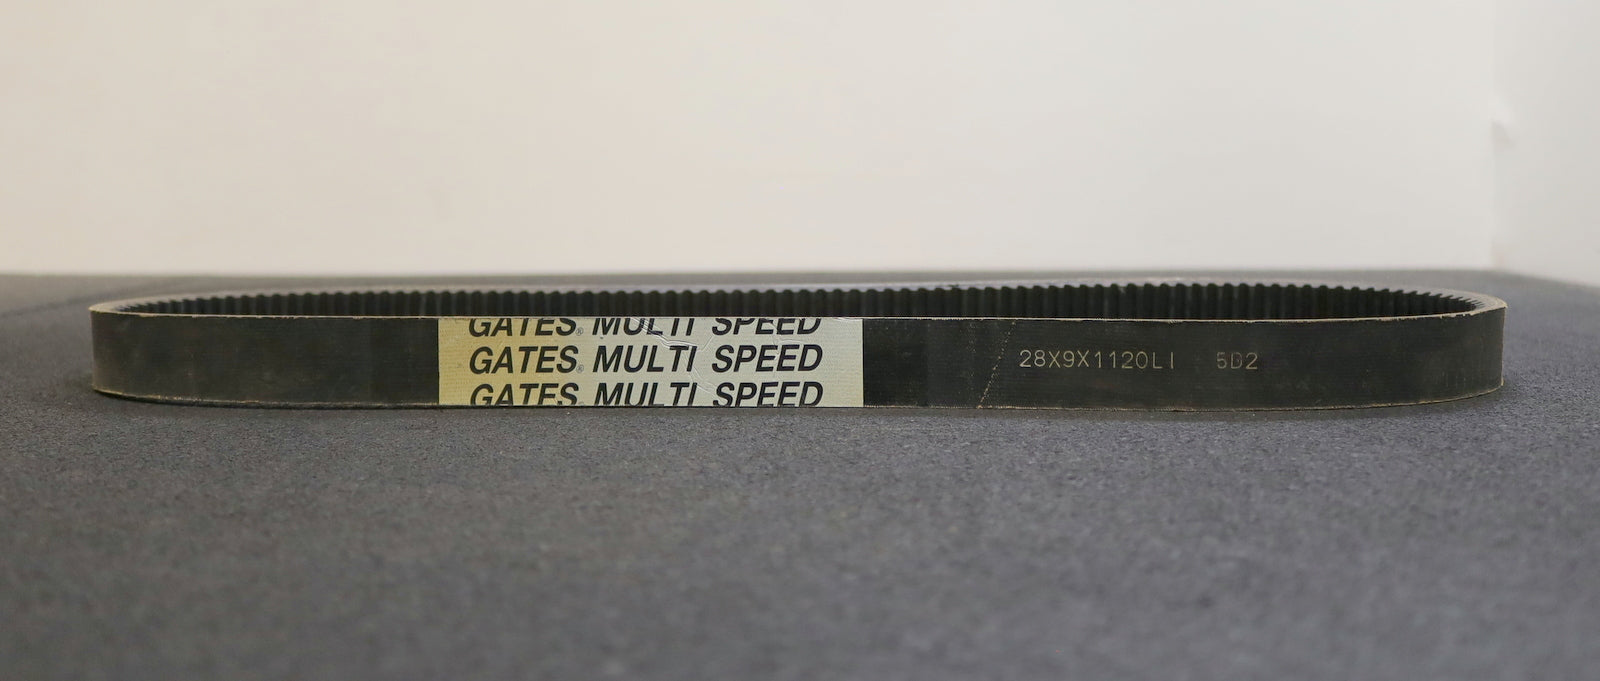 GATES® MULTI SPEED
GATES® MULTI SPEED
GATES® MULTI SPEED
28X9X1120LI 5D2